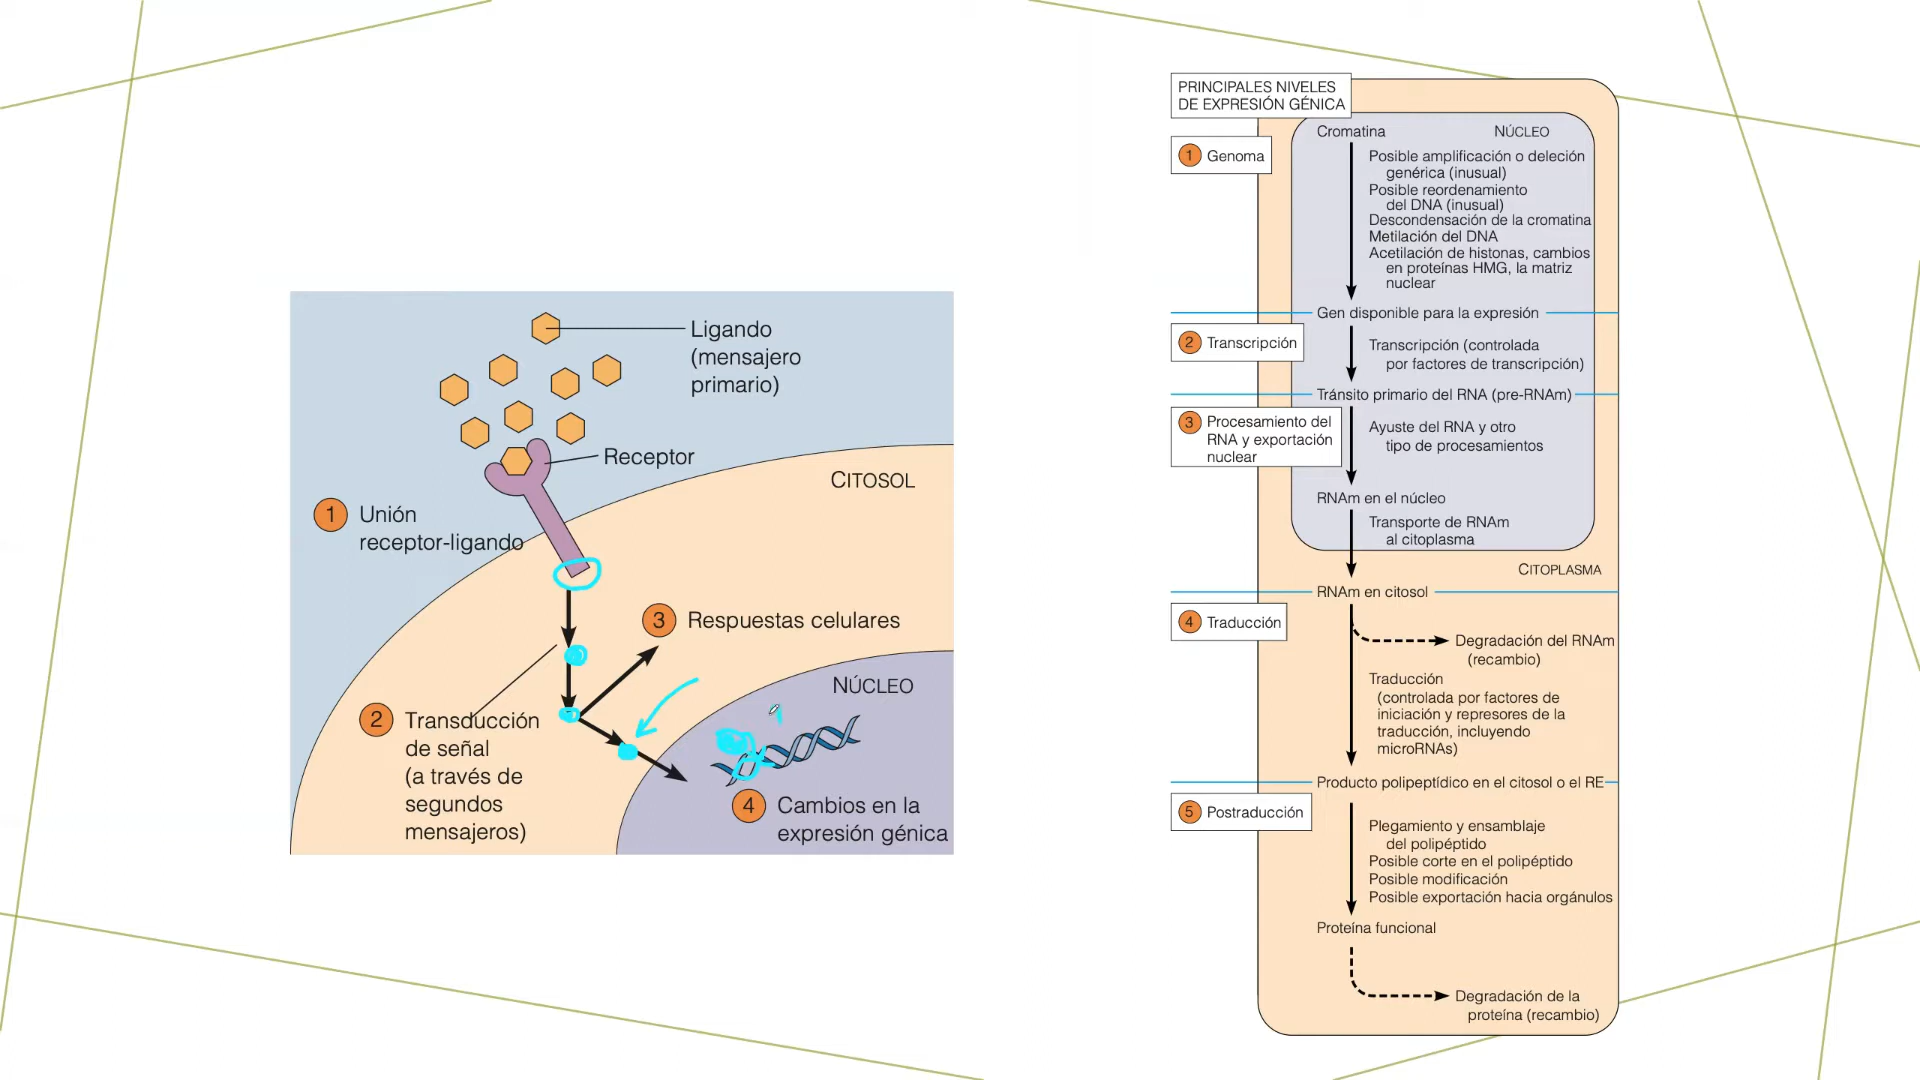 Ligando
(mensajero
primario)
Receptor
CITOSOL
1 Unión
receptor-ligando
3 Respuestas celulares
NÚCLEO
2 Transducción
de señal
(a través de
segundos
mensajeros)
4 Cambios en la
expresión génica
PRINCIPALES NIVELES
DE EXPRESIÓN GÉNICA
Cromatina
NÚCLEO
1 Genoma
Posible amplificación o deleción
genérica (inusual)
Posible reordenamiento
del DNA (inusual)
Descondensación de la cromatina
Metilación del DNA
Acetilación de histonas, cambios
en proteínas HMG, la matriz
nuclear
Gen disponible para la expresión
2 Transcripción
Transcripción (controlada
por factores de transcripción)
Tránsito primario del RNA (pre-RNAm)
3 Procesamiento del
RNA y exportación
nuclear
Ayuste del RNA y otro
tipo de procesamientos
RNAm en el núcleo
Transporte de RNAm
al citoplasma
CITOPLASMA
RNAm en citosol
4 Traducción
Degradación del RNAm
(recambio)
Traducción
(controlada por factores de
iniciación y represores de la
traducción, incluyendo
microRNAs)
Producto polipeptídico en el citosol o el RE
5 Postraducción
Plegamiento y ensamblaje
del polipéptido
Posible corte en el polipéptido
Posible modificación
Posible exportación hacia orgánulos
Proteína funcional
Degradación de la
proteína (recambio)